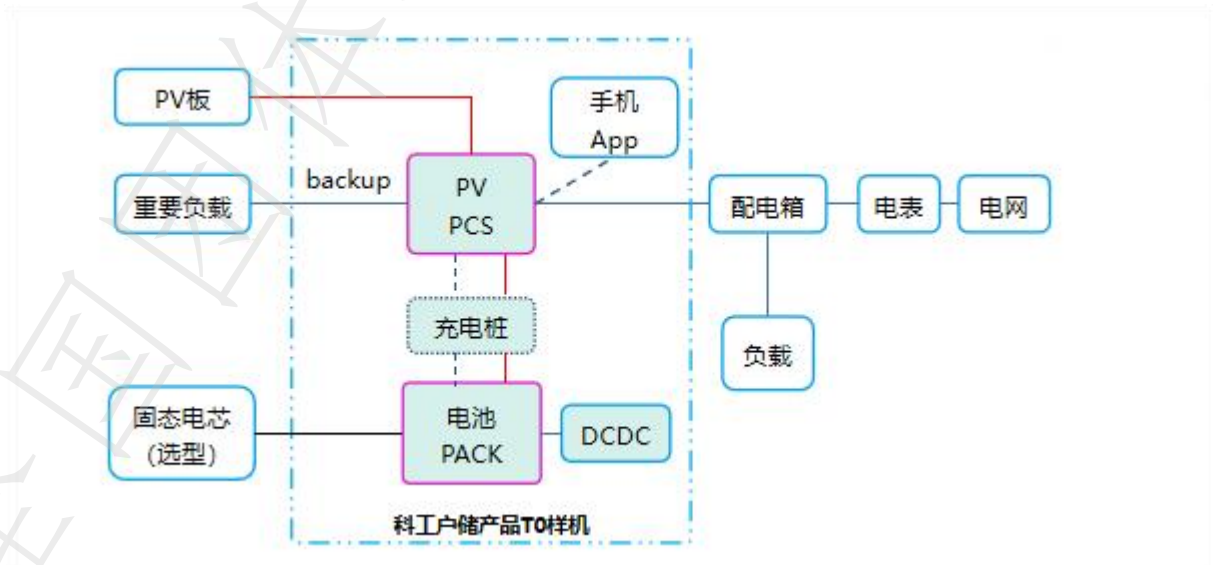 PV板
手机
App
重要负载
backup
PV
PCS
配电箱
电表
电网
充电桩
负载
固态电芯
(选型)
电池
PACK
DCDC
科工户储产品T0样机